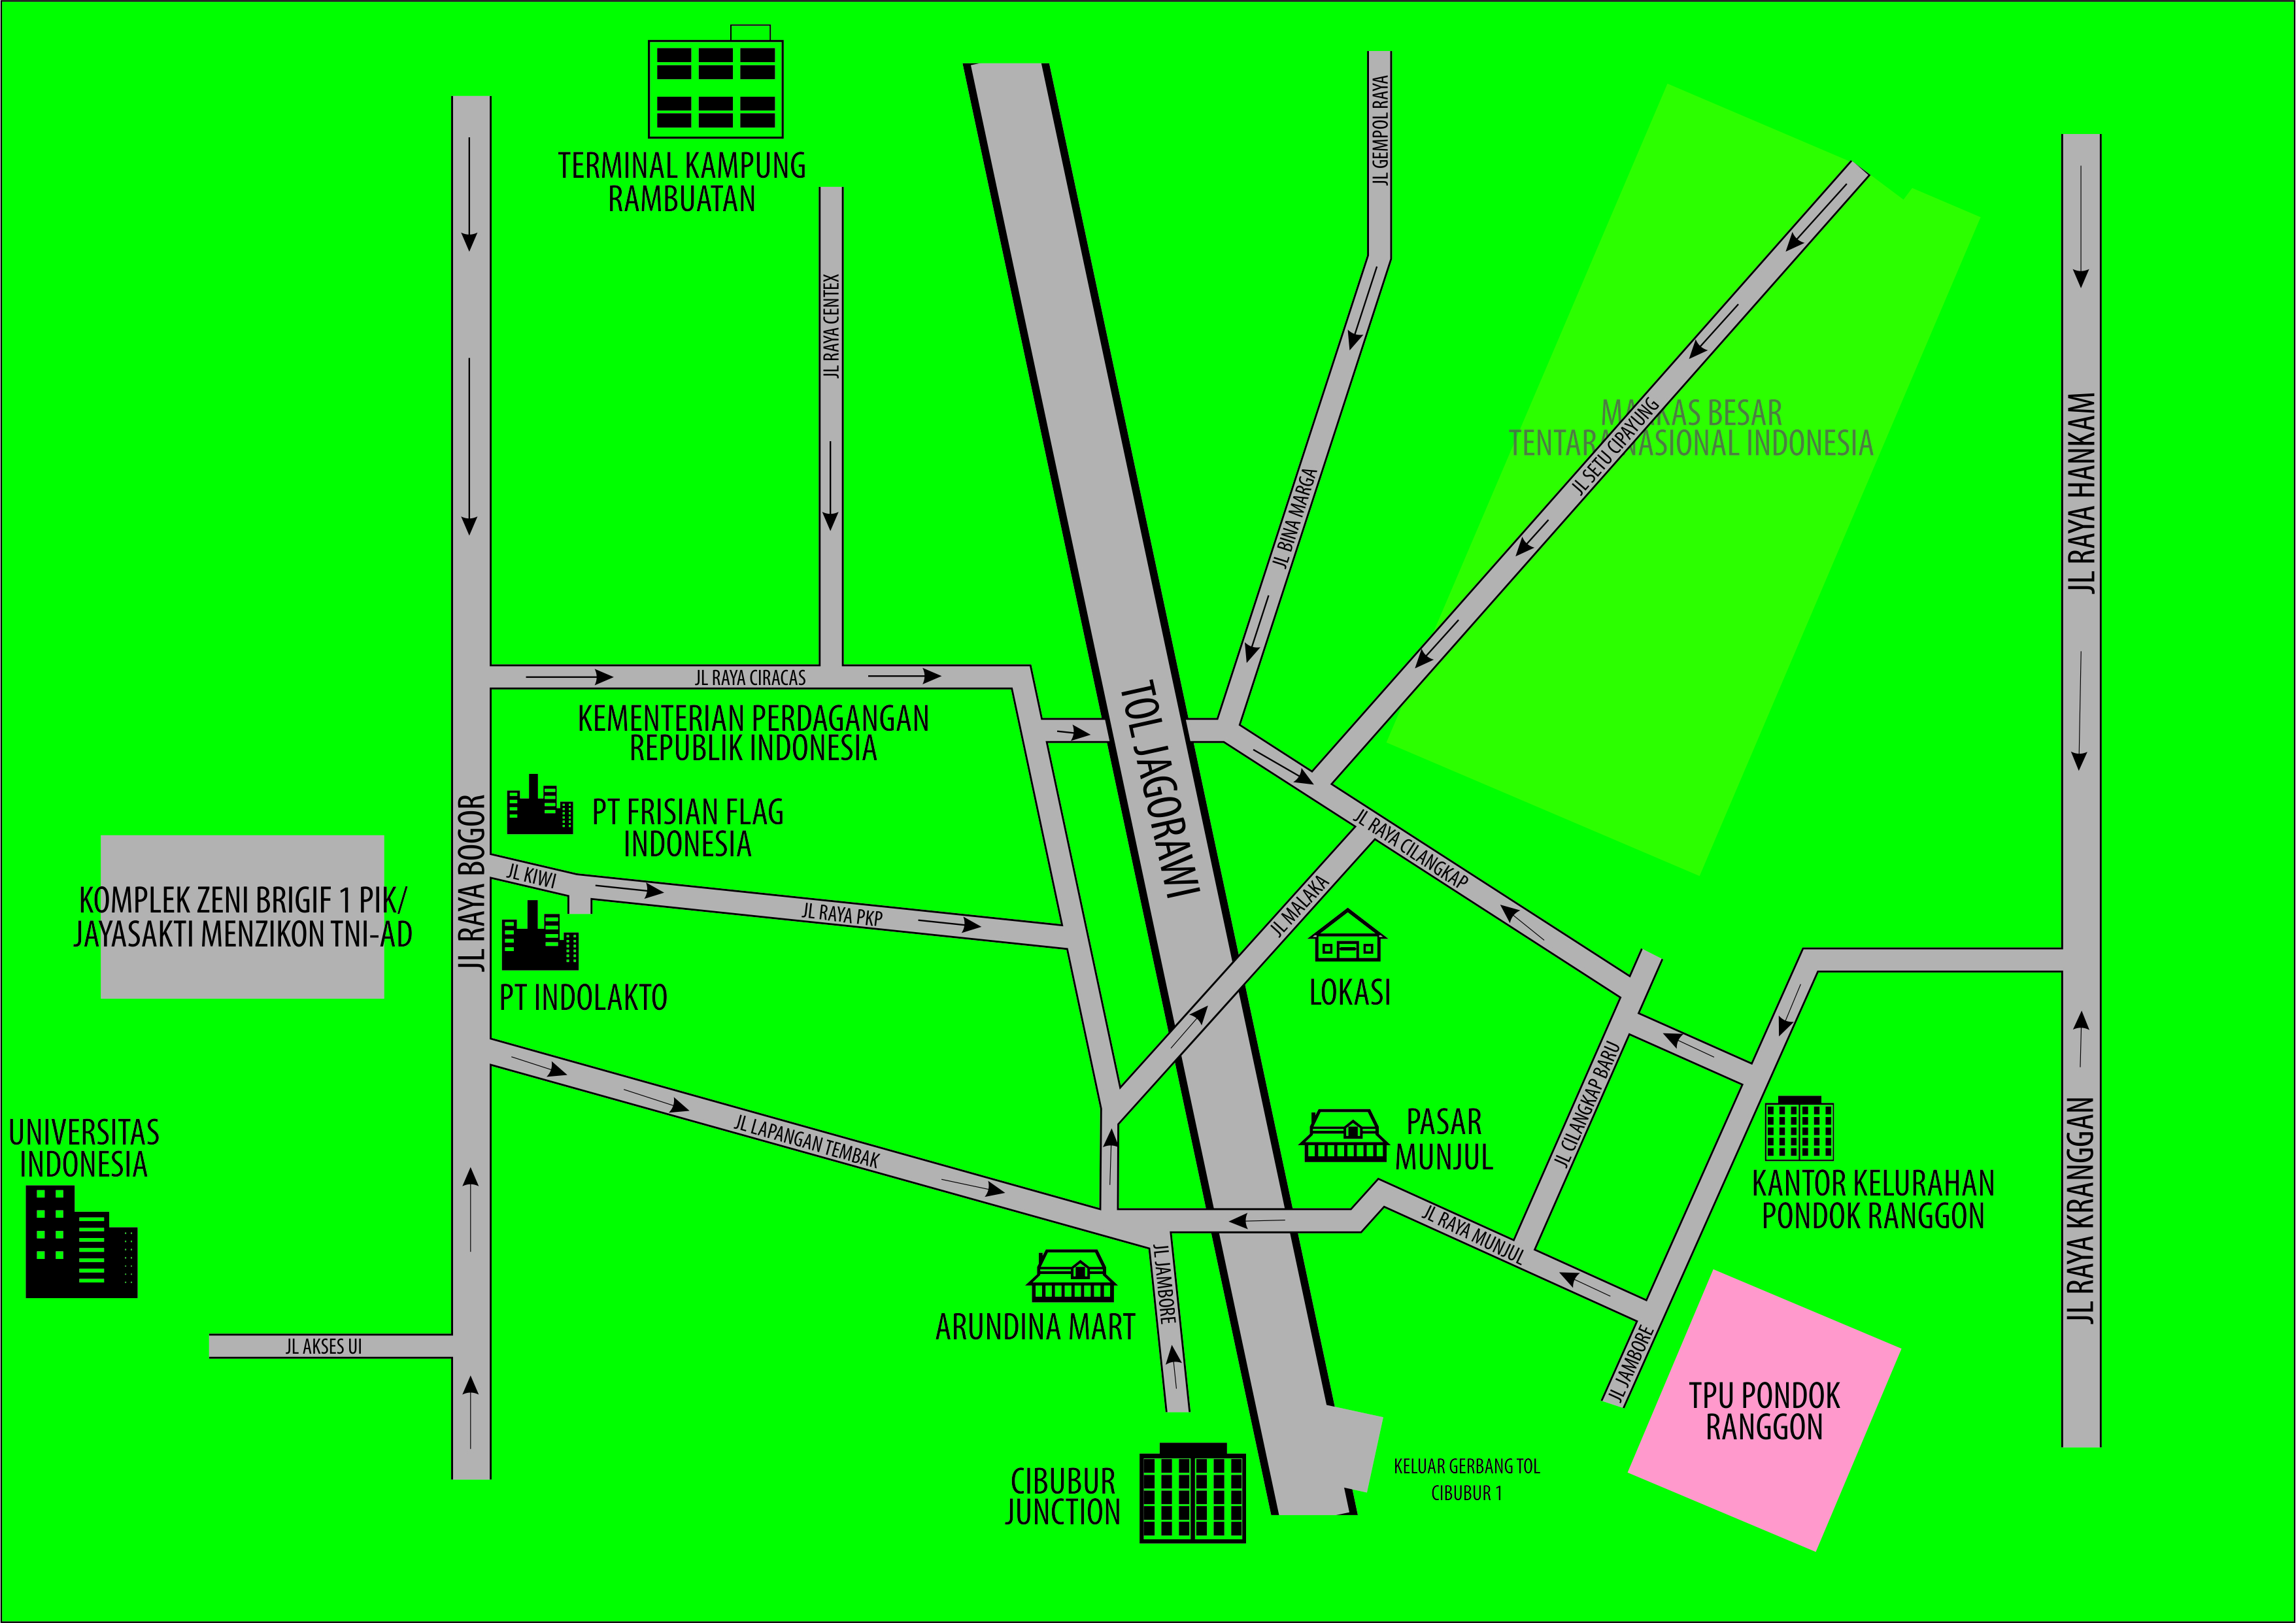 TERMINAL KAMPUNG
RAMBUATAN
JL GEMPOL RAYA
JL RAYA CENTEX
JL RAYA HANKAM
MARKAS BESAR
TENTARA NASIONAL INDONESIA
JL SETU CIPAYUNG
JL BINA MARGA
JL RAYA CIRACAS
KEMENTERIAN PERDAGANGAN
REPUBLIK INDONESIA
TOL JAGORAWI
PT FRISIAN FLAG
INDONESIA
JL RAYA BOGOR
JL RAYA CILANGKAP
JL KIWI
JL RAYA PKP
JL MALAKA
KOMPLEK ZENI BRIGIF 1 PIK/
JAYASAKTI MENZIKON TNI-AD
PT INDOLAKTO
LOKASI
UNIVERSITAS
INDONESIA
JL LAPANGAN TEMBAK
PASAR
MUNJUL
JL CILANGKAP BARU
KANTOR KELURAHAN
PONDOK RANGGON
JL RAYA KRANGGAN
JL RAYA MUNJUL
JL JAMBORE
ARUNDINA MART
JL AKSES UI
JL JAMBORE
TPU PONDOK
RANGGON
CIBUBUR
JUNCTION
KELUAR GERBANG TOL
CIBUBUR 1